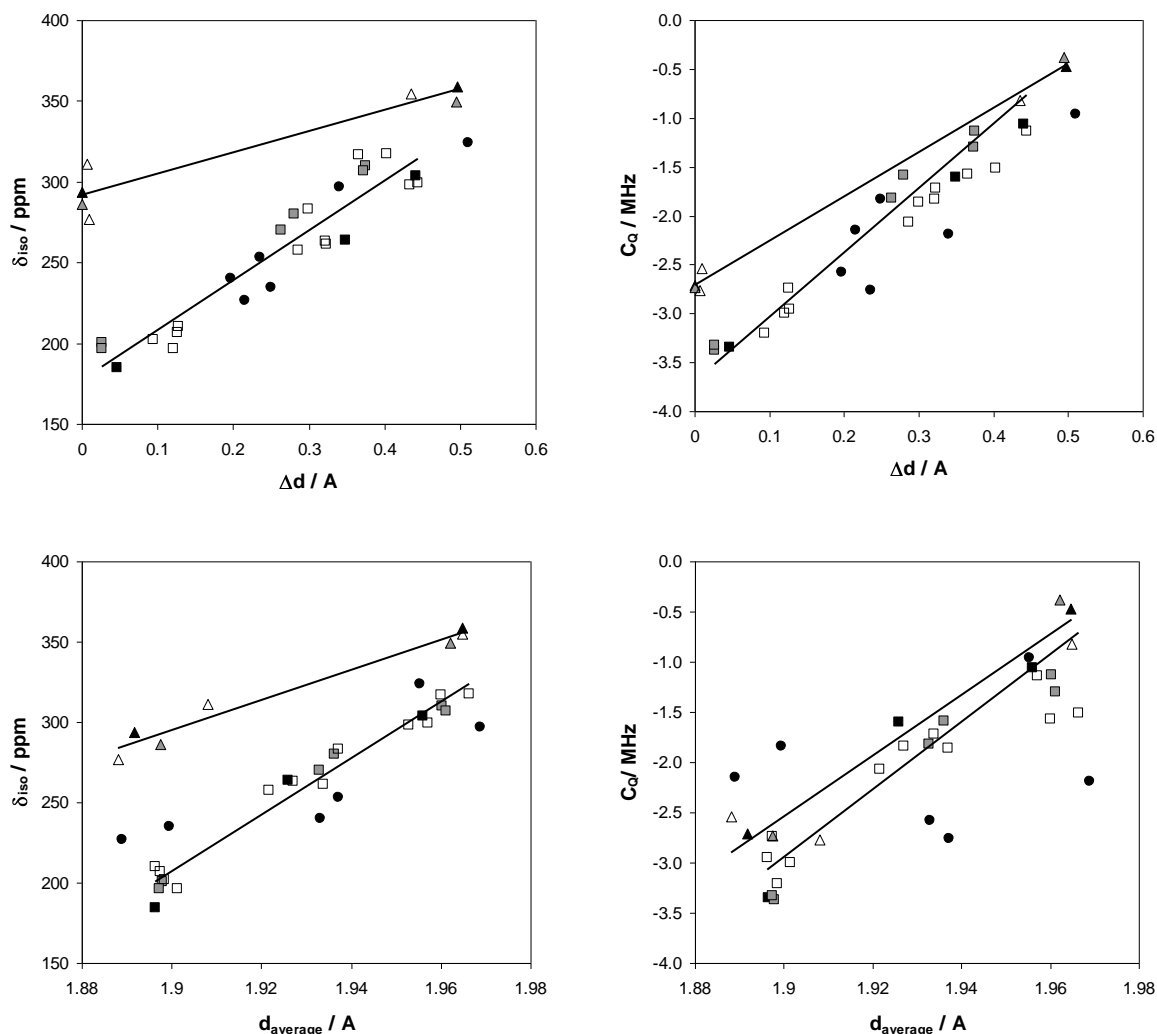 400
350
300
250
200
150
δiso / ppm
0 0.1 0.2 0.3 0.4 0.5 0.6
Δd / A
0.0
-0.5
-1.0
-1.5
-2.0
-2.5
-3.0
-3.5
-4.0
CQ / MHz
0 0.1 0.2 0.3 0.4 0.5 0.6
Δd / A
400
350
300
250
200
150
δiso / ppm
1.88 1.9 1.92 1.94 1.96 1.98
daverage / A
0.0
-0.5
-1.0
-1.5
-2.0
-2.5
-3.0
-3.5
-4.0
CQ/ MHz
1.88 1.9 1.92 1.94 1.96 1.98
daverage / A